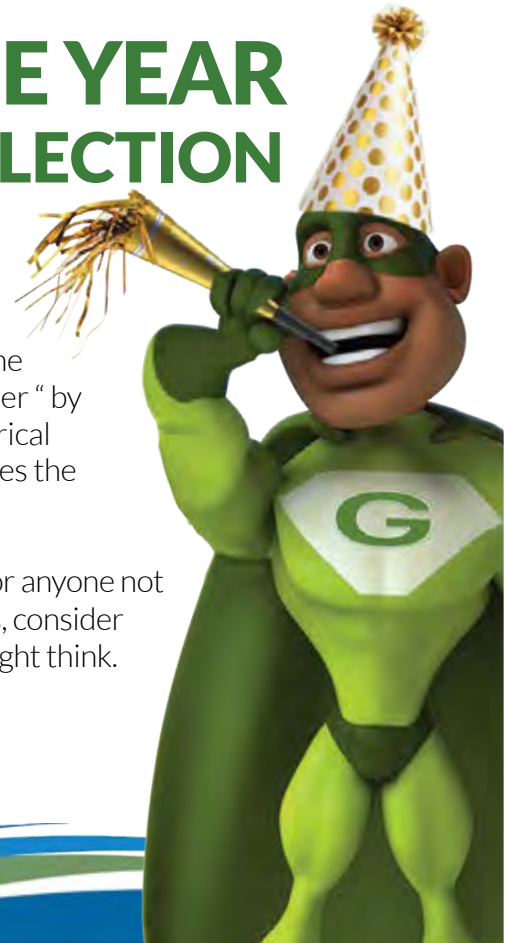 E YEAR
LECTION
ne
er “ by
rical
es the
or anyone not
, consider
ght think.
G